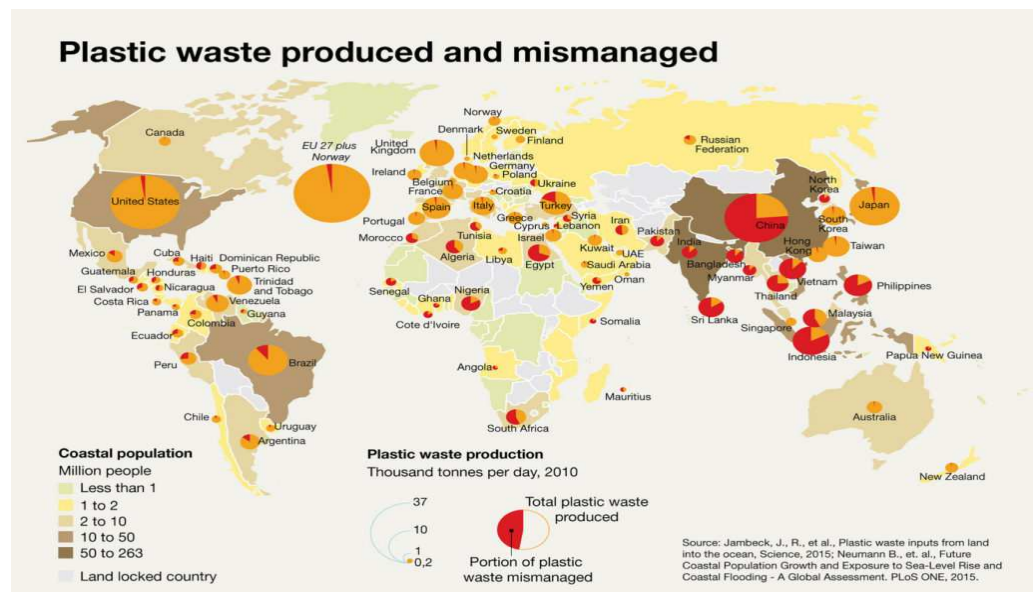 Plastic waste produced and mismanaged
Norway
Canada
Denmark
Sweden
Finland
Russian
Federation
EU 27 plus
Norway
United
Kingdom
Netherlands
Germany
Ireland
Poland
Belgium
France
Croatia
Ukraine
North
Korea
United States
Spain
Italy
Turkey
Japan
China
South
Korea
Portugal
Greece
Cyprus
Syria
Lebanon
Iran
Pakistan
India
Hong
Kong
Taiwan
Morocco
Tunisia
Israel
Mexico
Cuba
Haiti
Dominican Republic
Puerto Rico
Algeria
Libya
Egypt
Kuwait
UAE
Saudi Arabia
Bangladesh
Myanmar
Guatemala
Honduras
Trinidad
and Tobago
El Salvador
Nicaragua
Oman
Yemen
Vietnam
Thailand
Philippines
Costa Rica
Venezuela
Senegal
Ghana
Nigeria
Panama
Guyana
Colombia
Cote d'Ivoire
Somalia
Sri Lanka
Singapore
Malaysia
Ecuador
Indonesia
Papua New Guinea
Peru
Brazil
Angola
Mauritius
Chile
Uruguay
Argentina
South Africa
Australia
New Zealand
Coastal population
Million people
Less than 1
1 to 2
2 to 10
10 to 50
50 to 263
Land locked country
Plastic waste production
Thousand tonnes per day, 2010
37
10
1
0,2
Total plastic waste
produced
Portion of plastic
waste mismanaged
Source: Jambeck, J., R., et al., Plastic waste inputs from land
into the ocean, Science, 2015; Neumann B., et. al., Future
Coastal Population Growth and Exposure to Sea-Level Rise and
Coastal Flooding - A Global Assessment. PLoS ONE, 2015.